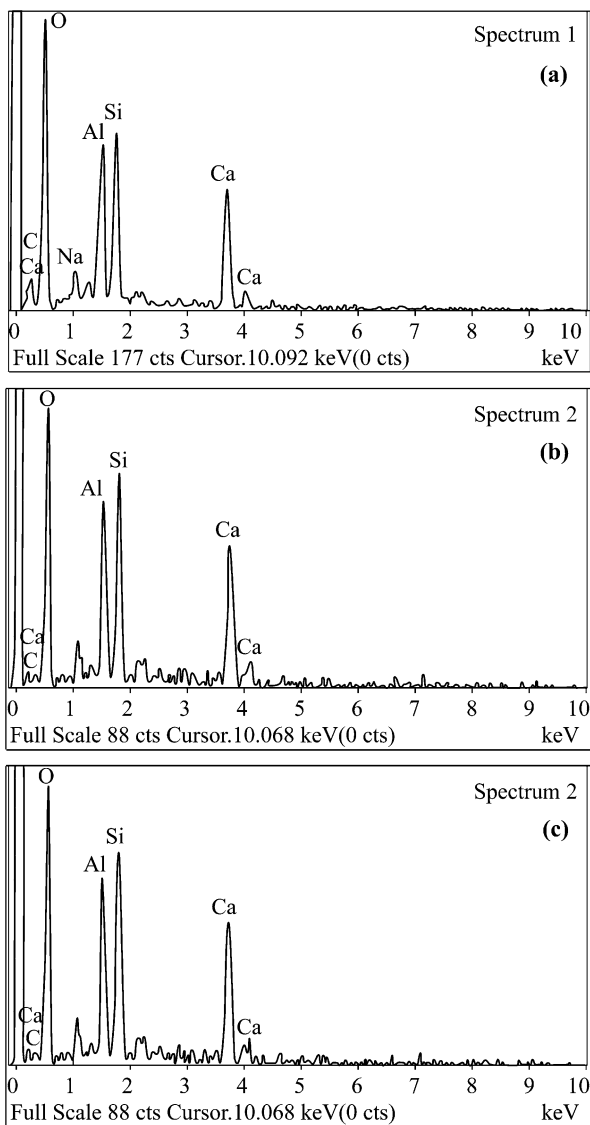 O
Spectrum 1
(a)
Si
Al
Ca
C
Na
Ca
Ca
0 1 2 3 4 5 6 7 8 9 10
Full Scale 177 cts Cursor.10.092 keV(0 cts) keV
O
Spectrum 2
(b)
Si
Al
Ca
Ca
Ca
C
0 1 2 3 4 5 6 7 8 9 10
Full Scale 88 cts Cursor.10.068 keV(0 cts) keV
O
Spectrum 2
(c)
Si
Al
Ca
Ca
Ca
C
0 1 2 3 4 5 6 7 8 9 10
Full Scale 88 cts Cursor.10.068 keV(0 cts) keV